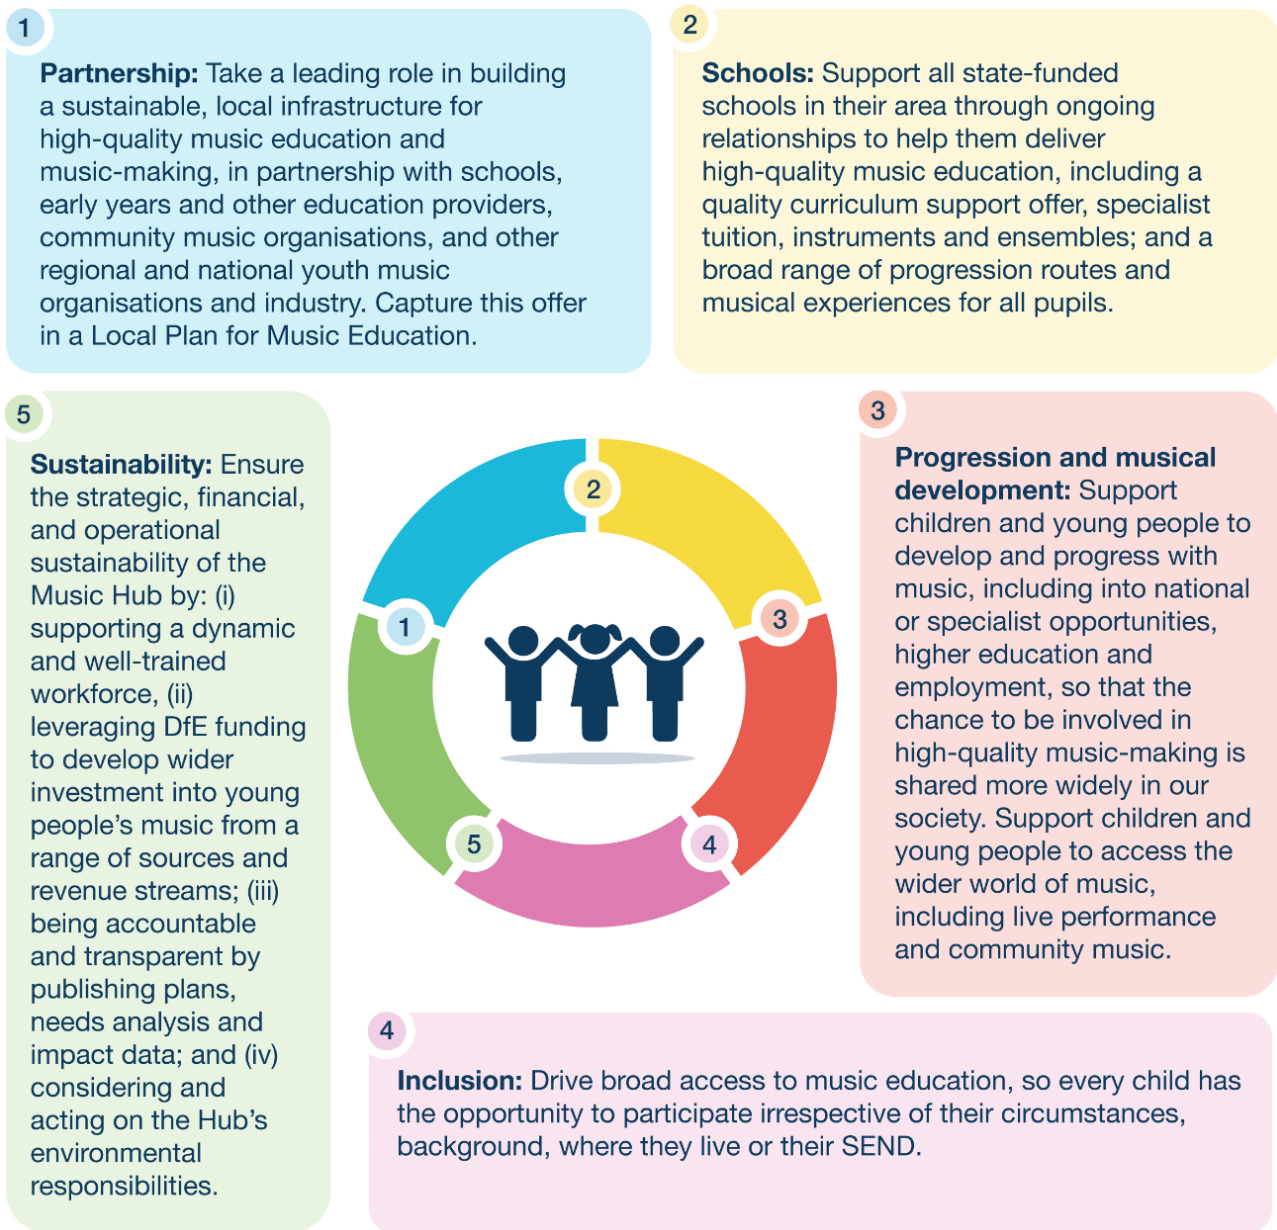 1
Partnership: Take a leading role in building
a sustainable, local infrastructure for
high-quality music education and
music-making, in partnership with schools,
early years and other education providers,
community music organisations, and other
regional and national youth music
organisations and industry. Capture this offer
in a Local Plan for Music Education.
2
Schools: Support all state-funded
schools in their area through ongoing
relationships to help them deliver
high-quality music education, including a
quality curriculum support offer, specialist
tuition, instruments and ensembles; and a
broad range of progression routes and
musical experiences for all pupils.
3
Progression and musical
development: Support
children and young people to
develop and progress with
music, including into national
or specialist opportunities,
higher education and
employment, so that the
chance to be involved in
high-quality music-making is
shared more widely in our
society. Support children and
young people to access the
wider world of music,
including live performance
and community music.
4
Inclusion: Drive broad access to music education, so every child has
the opportunity to participate irrespective of their circumstances,
background, where they live or their SEND.
5
Sustainability: Ensure
the strategic, financial,
and operational
sustainability of the
Music Hub by: (i)
supporting a dynamic
and well-trained
workforce, (ii)
leveraging DfE funding
to develop wider
investment into young
people’s music from a
range of sources and
revenue streams; (iii)
being accountable
and transparent by
publishing plans,
needs analysis and
impact data; and (iv)
considering and
acting on the Hub’s
environmental
responsibilities.
1
2
3
4
5